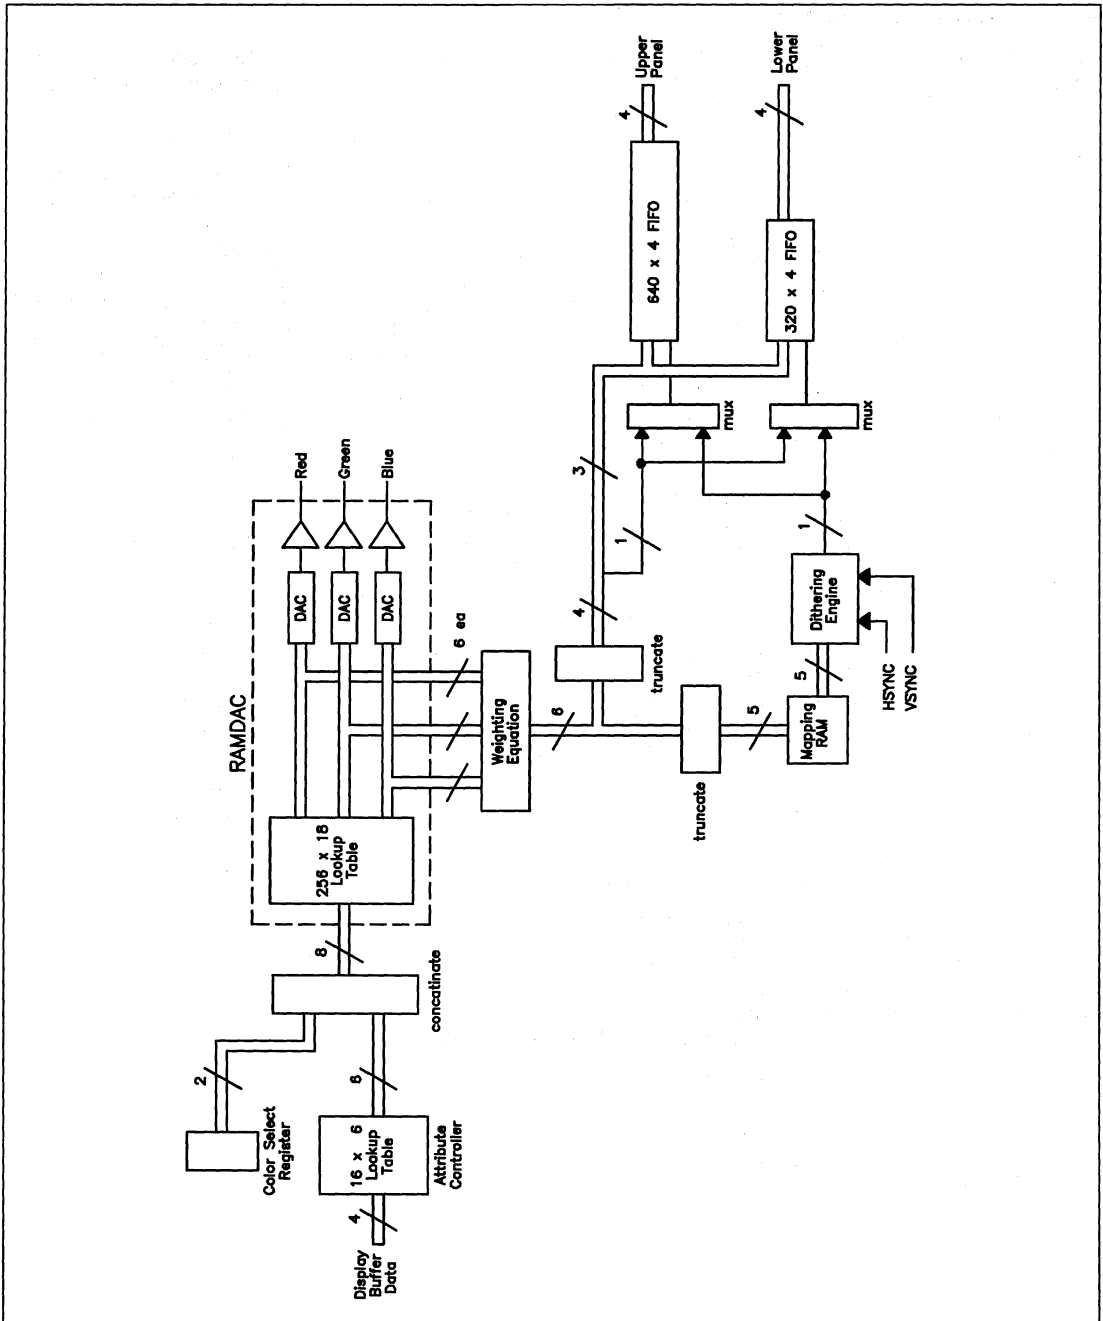 Display
Buffer
Data
4
16 x 6
Lookup
Table
Attribute
Controller
6
Color Select
Register
2
concatinate
8
RAMDAC
256 x 18
Lookup
Table
DAC
DAC
DAC
Red
Green
Blue
6 ea
Weighting
Equation
6
truncate
4
3
1
truncate
5
Mapping
RAM
5
Dithering
Engine
HSYNC
VSYNC
1
mux
mux
640 x 4 FIFO
320 x 4 FIFO
4
Upper
Panel
4
Lower
Panel